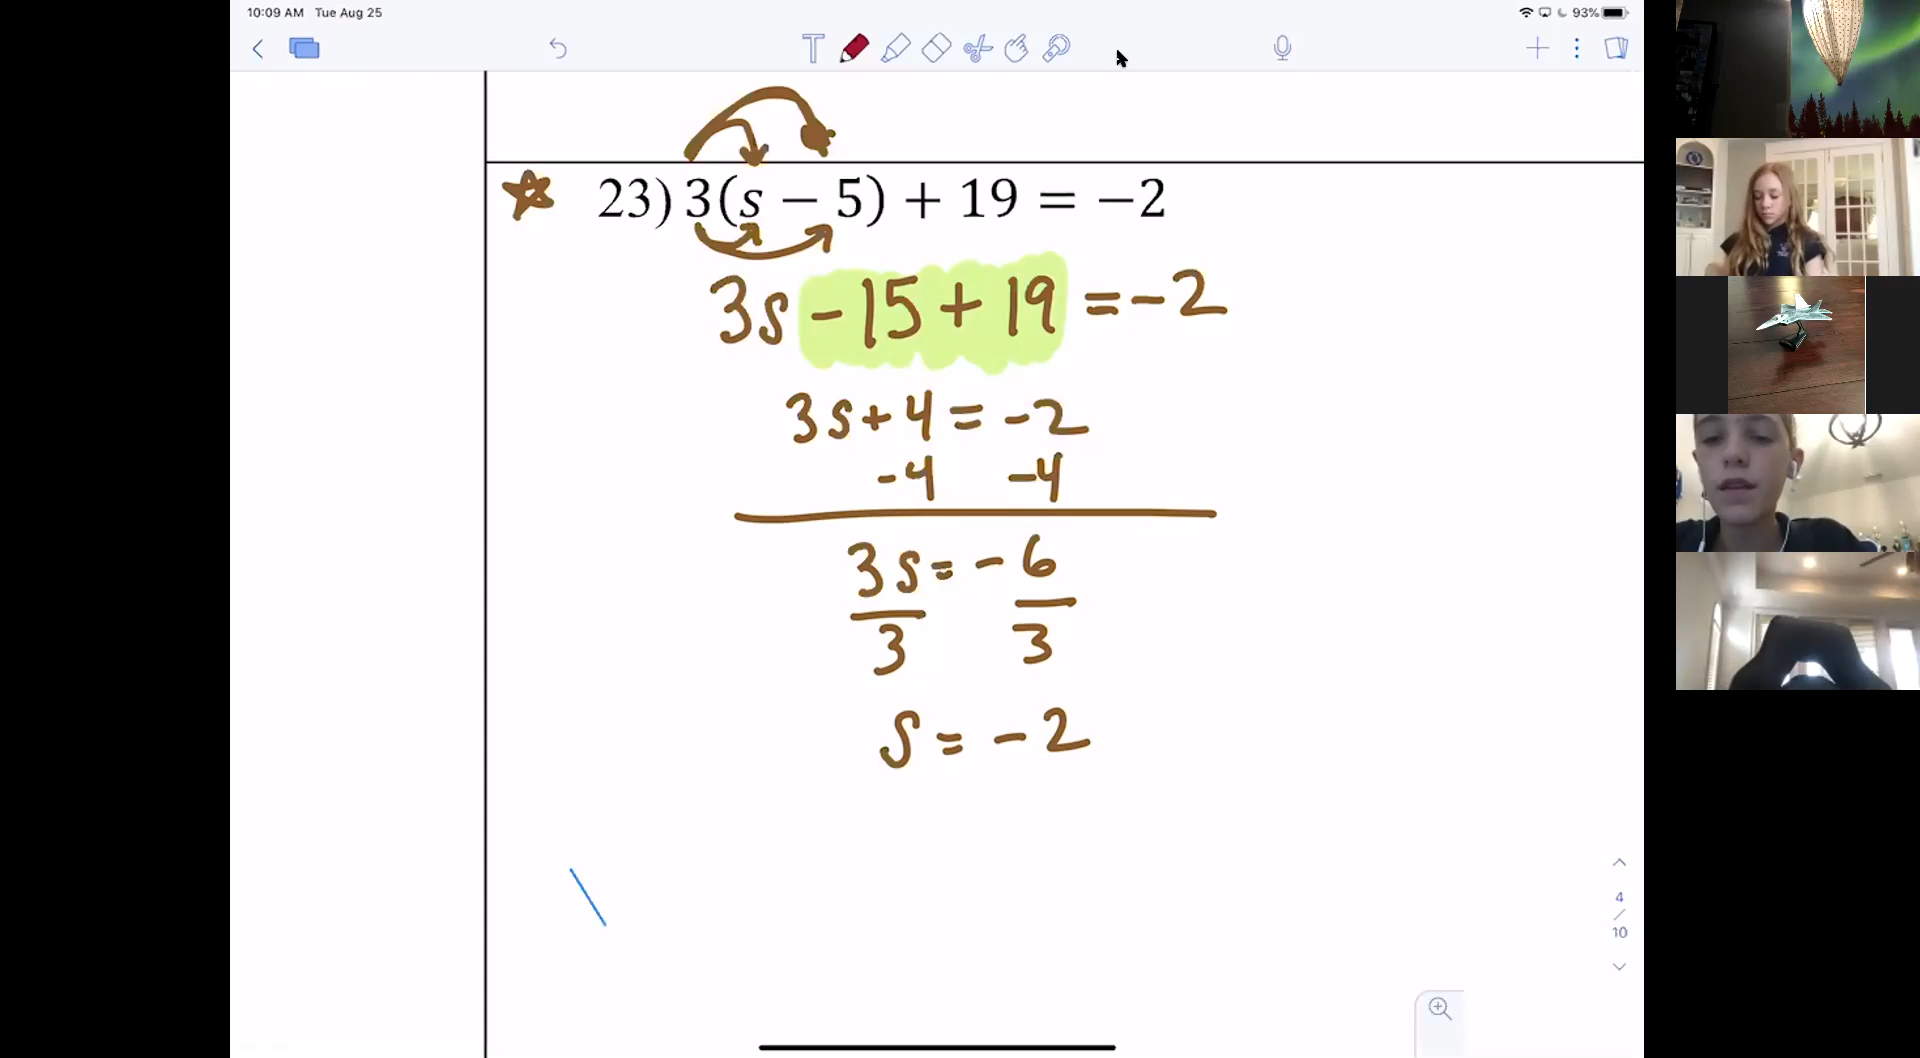 10:09 AM Tue Aug 25
93%
T
23) 3(s − 5) + 19 = −2
3s -15 + 19 = -2
3s + 4 = -2
-4 -4
3s = -6
3 3
s = -2
4
/
10